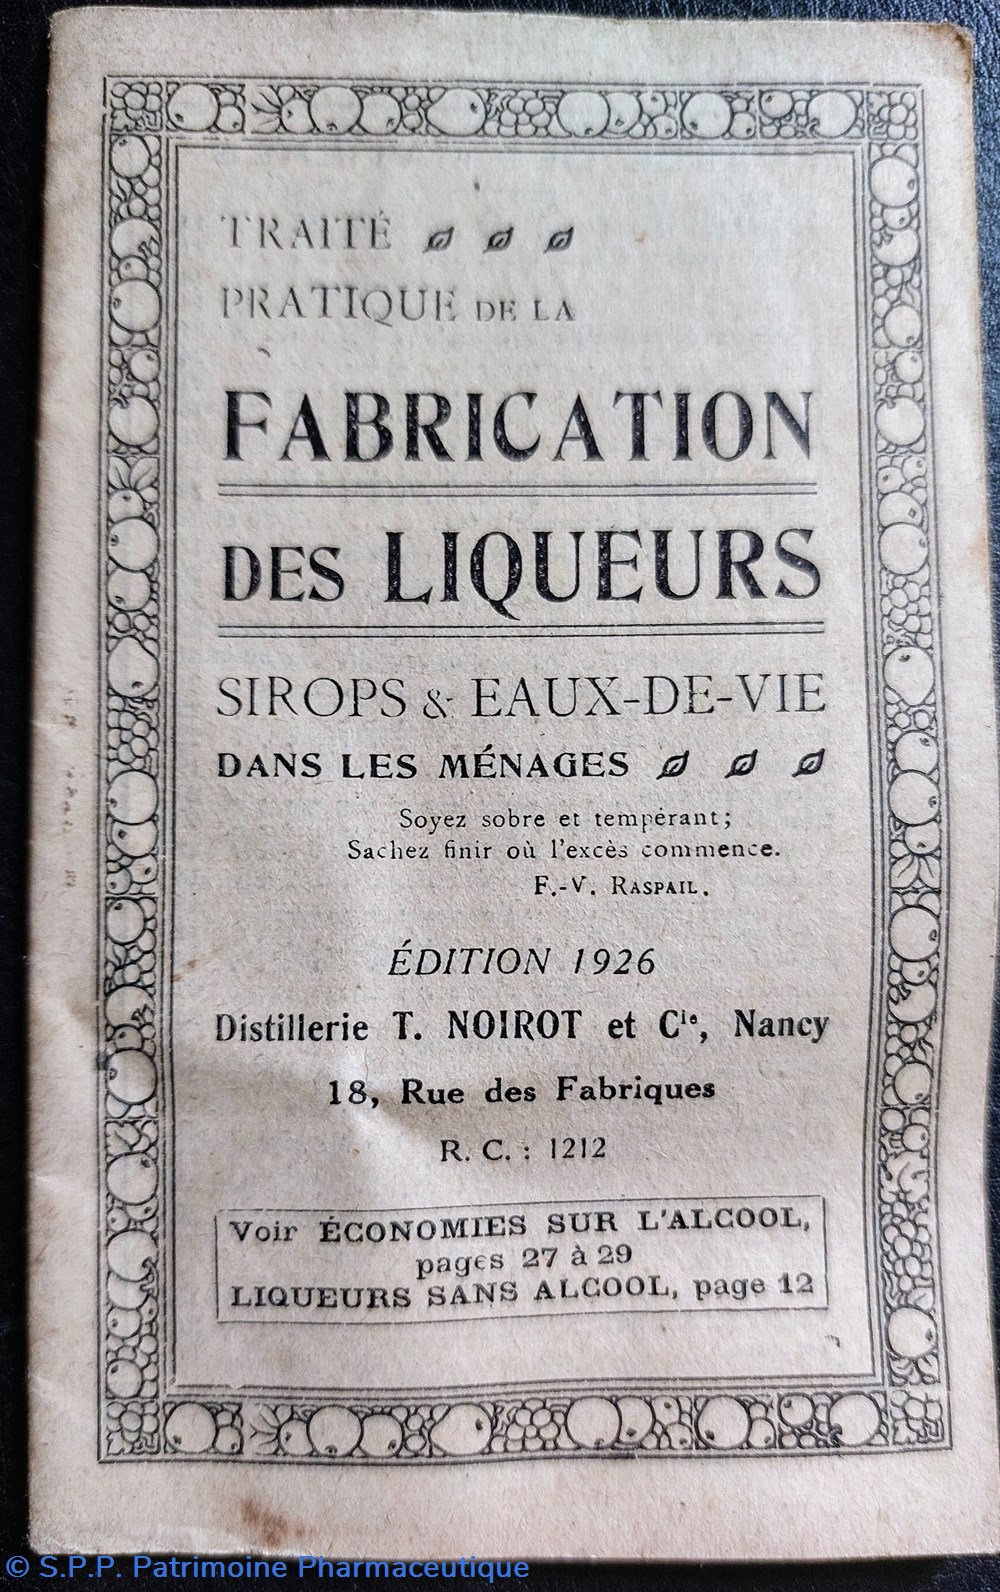 TRAITÉ
PRATIQUE DE LA
FABRICATION
DES LIQUEURS
SIROPS & EAUX-DE-VIE
DANS LES MÉNAGES
Soyez sobre et tempérant;
Sachez finir où l'excès commence.
F.-V. RASPAIL.
ÉDITION 1926
Distillerie T. NOIROT et Cie, Nancy
18, Rue des Fabriques
R. C. : 1212
Voir ÉCONOMIES SUR L'ALCOOL,
pages 27 à 29
LIQUEURS SANS ALCOOL, page 12
© S.P.P. Patrimoine Pharmaceutique